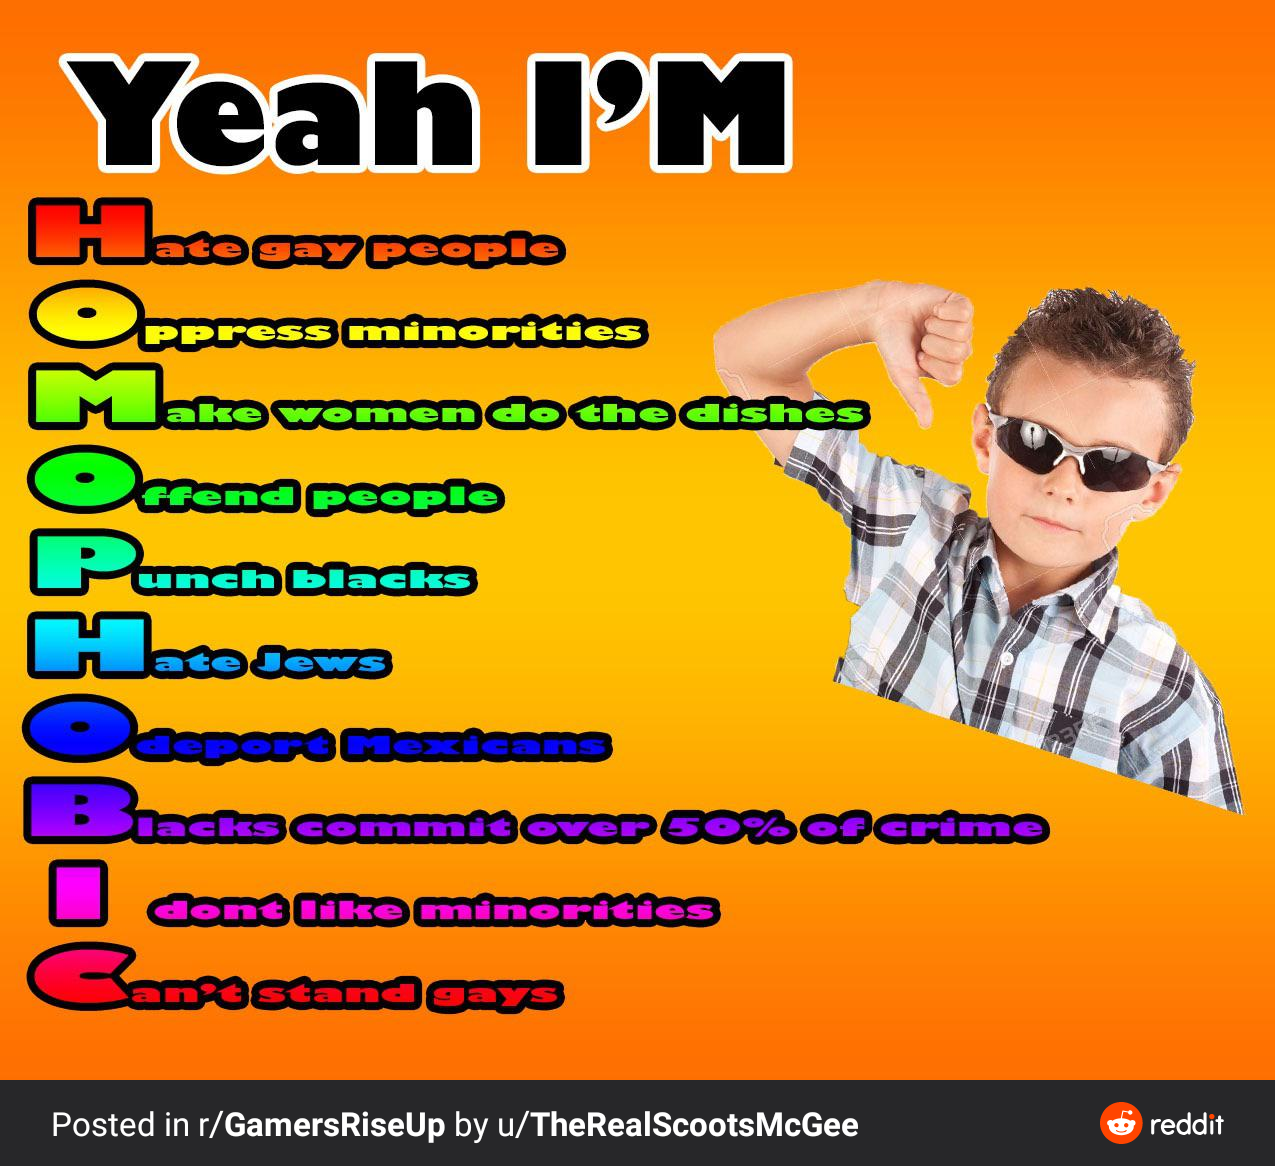 Yeah I'M
Hate gay people
Oppress minorities
Make women do the dishes
Offend people
Punch blacks
Hate Jews
Odeport Mexicans
Blacks commit over 50% of crime
I dont like minorities
Can't stand gays
Posted in r/GamersRiseUp by u/TheRealScootsMcGee
reddit